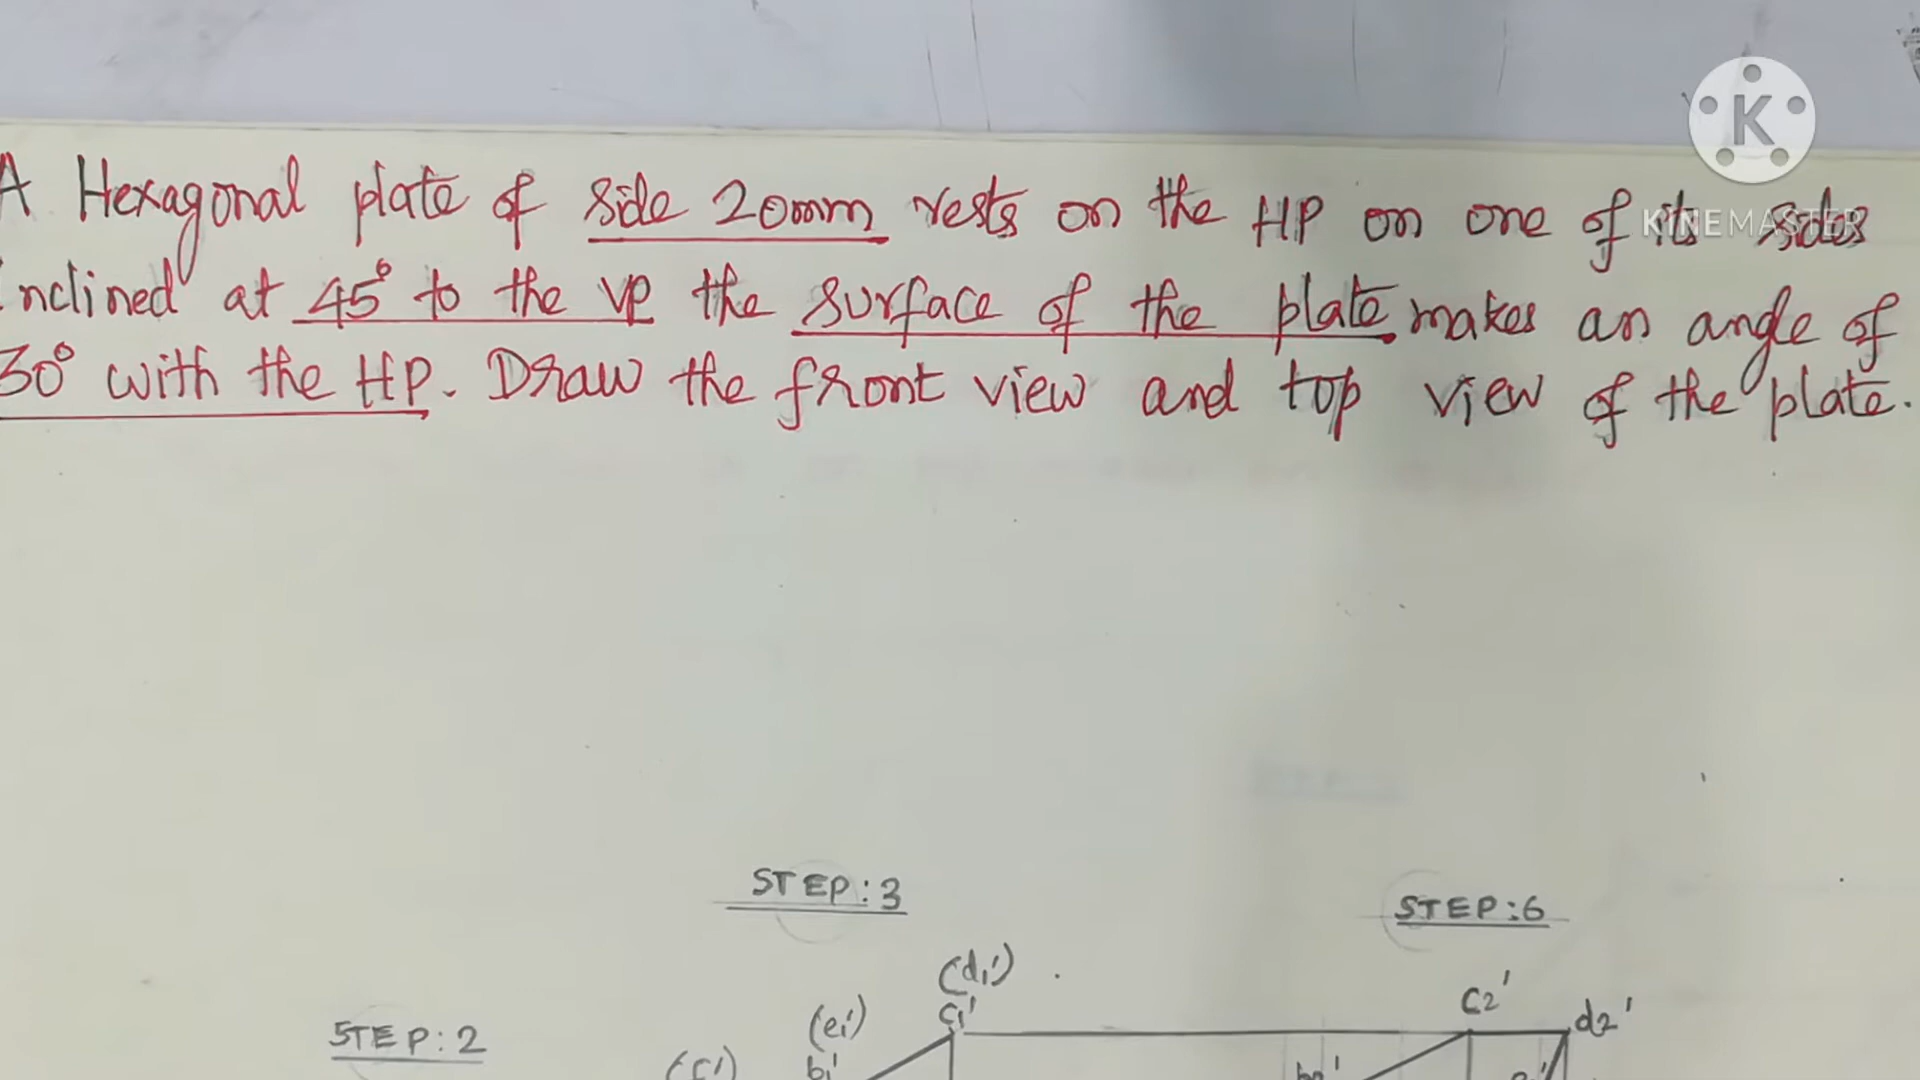 A Hexagonal plate of side 20mm rests on the HP on one of its sides
inclined at 45° to the VP the surface of the plate makes an angle of
30° with the HP. Draw the front view and top view of the plate.
K
KINEMASTER
STEP:3
STEP:6
(d1')
c2'
(e1') c1'
d2'
STEP:2
b1'